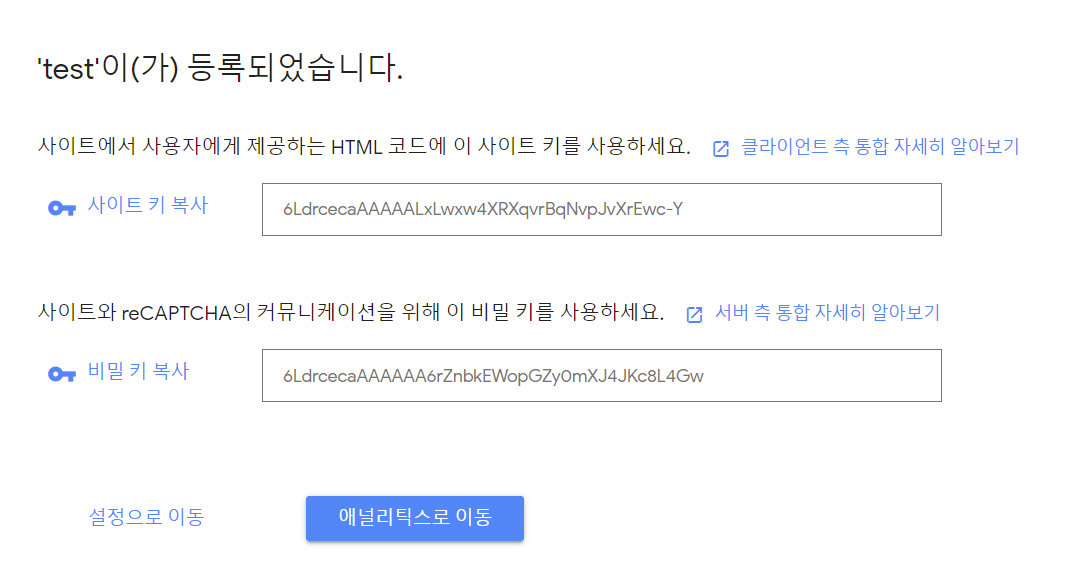 'test'이(가) 등록되었습니다.
사이트에서 사용자에게 제공하는 HTML 코드에 이 사이트 키를 사용하세요. 클라이언트 측 통합 자세히 알아보기
사이트 키 복사 6LdrcecaAAAAALxLwxw4XRXqvrBqNvpJvXrEwc-Y
사이트와 reCAPTCHA의 커뮤니케이션을 위해 이 비밀 키를 사용하세요. 서버 측 통합 자세히 알아보기
비밀 키 복사 6LdrcecaAAAAAA6rZnbkEWopGZy0mXJ4JKc8L4Gw
설정으로 이동 애널리틱스로 이동